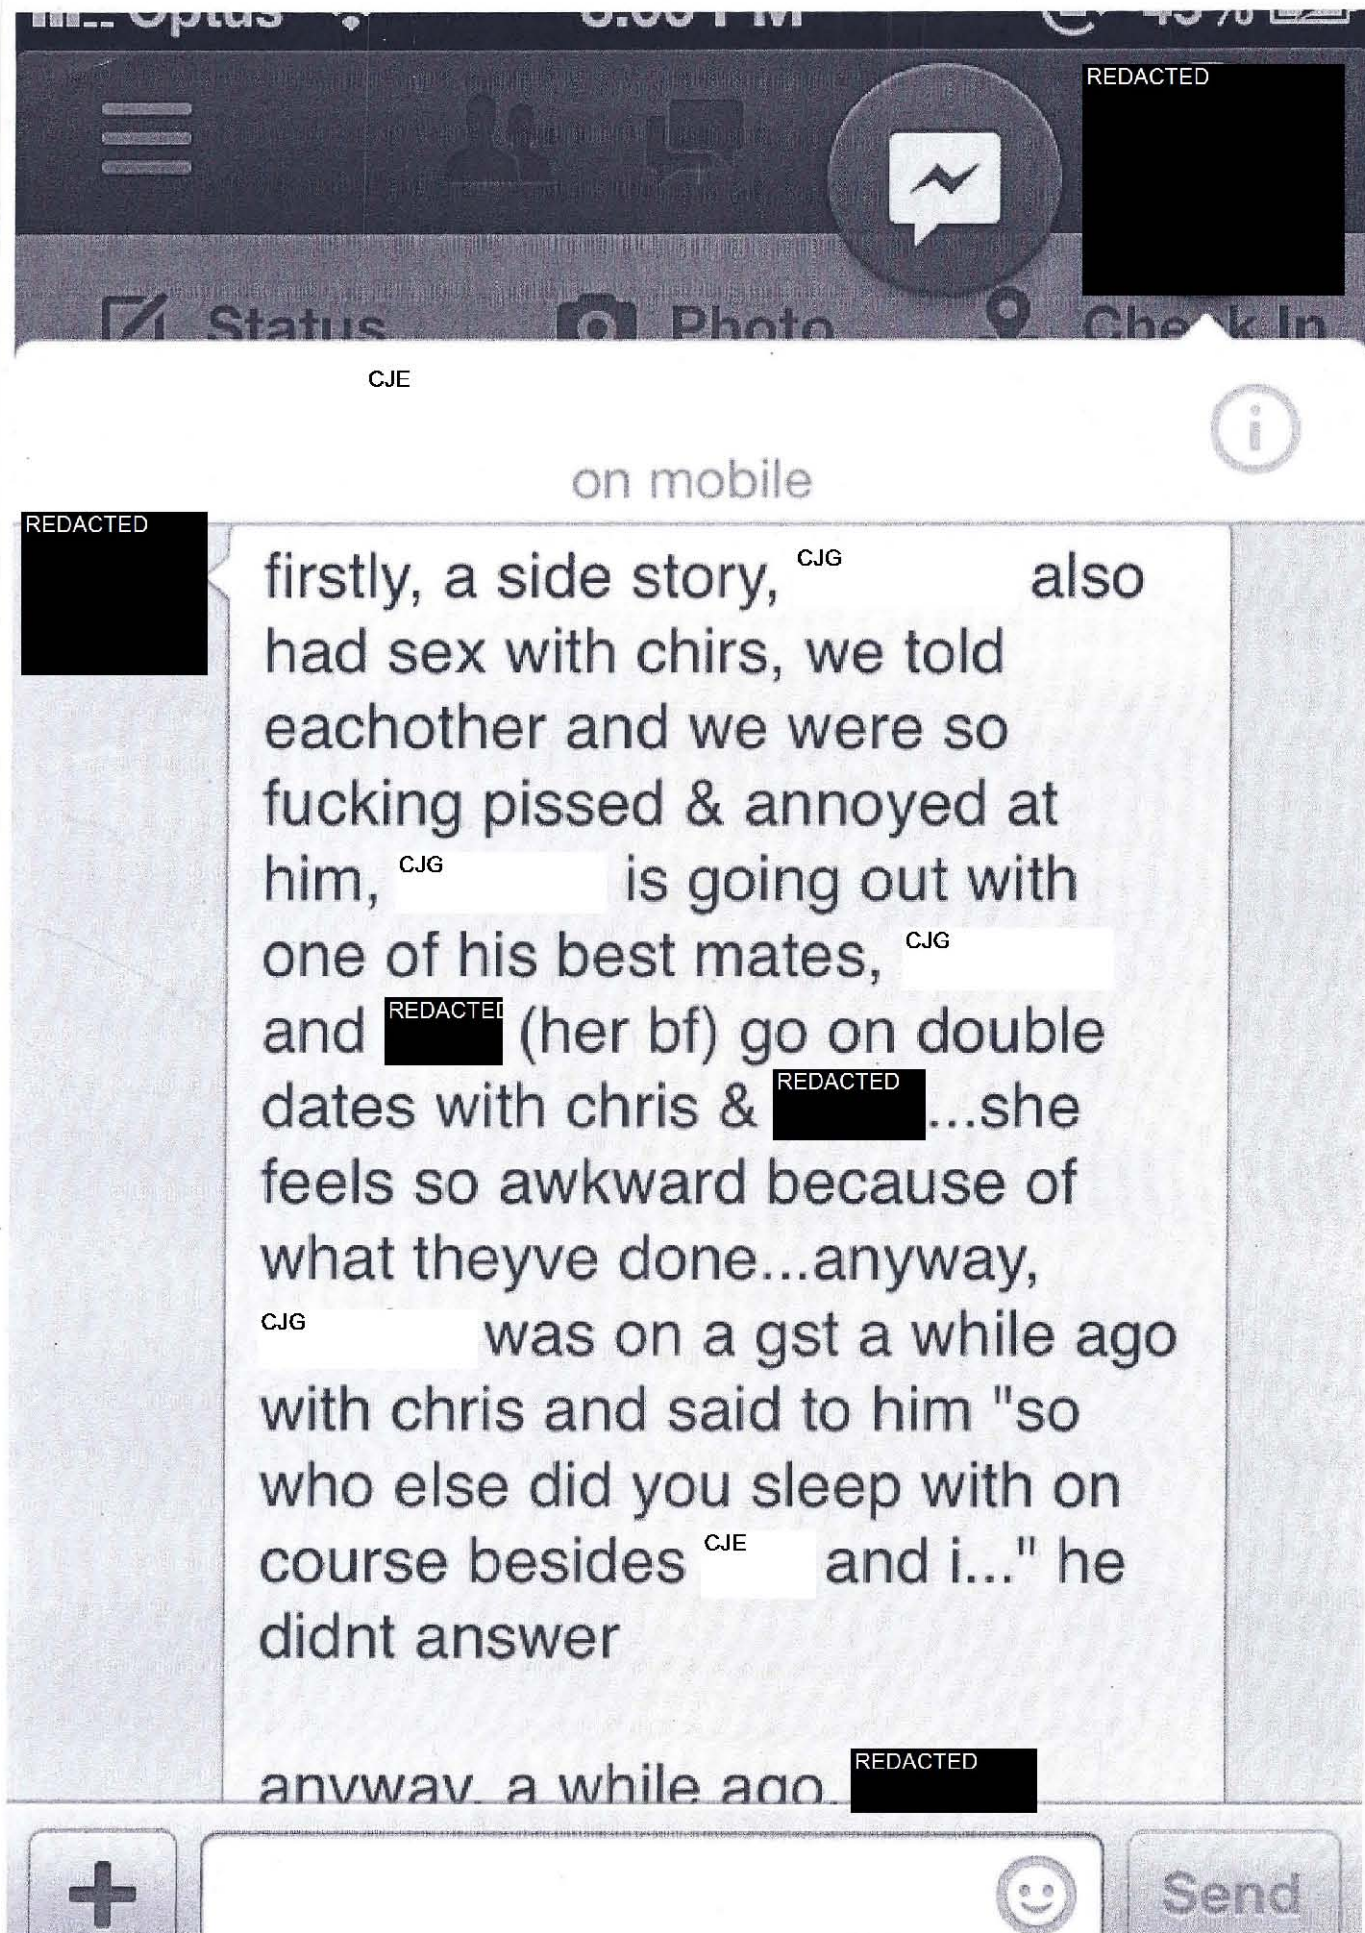 Optus
PM
45%
REDACTED
Status Photo Check In
CJE
on mobile
REDACTED
firstly, a side story, CJG also
had sex with chirs, we told
eachother and we were so
fucking pissed & annoyed at
him, CJG is going out with
one of his best mates, CJG
and REDACTED (her bf) go on double
dates with chris & REDACTED ...she
feels so awkward because of
what theyve done...anyway,
CJG was on a gst a while ago
with chris and said to him "so
who else did you sleep with on
course besides CJE and i..." he
didnt answer
anyway, a while ago, REDACTED
Send